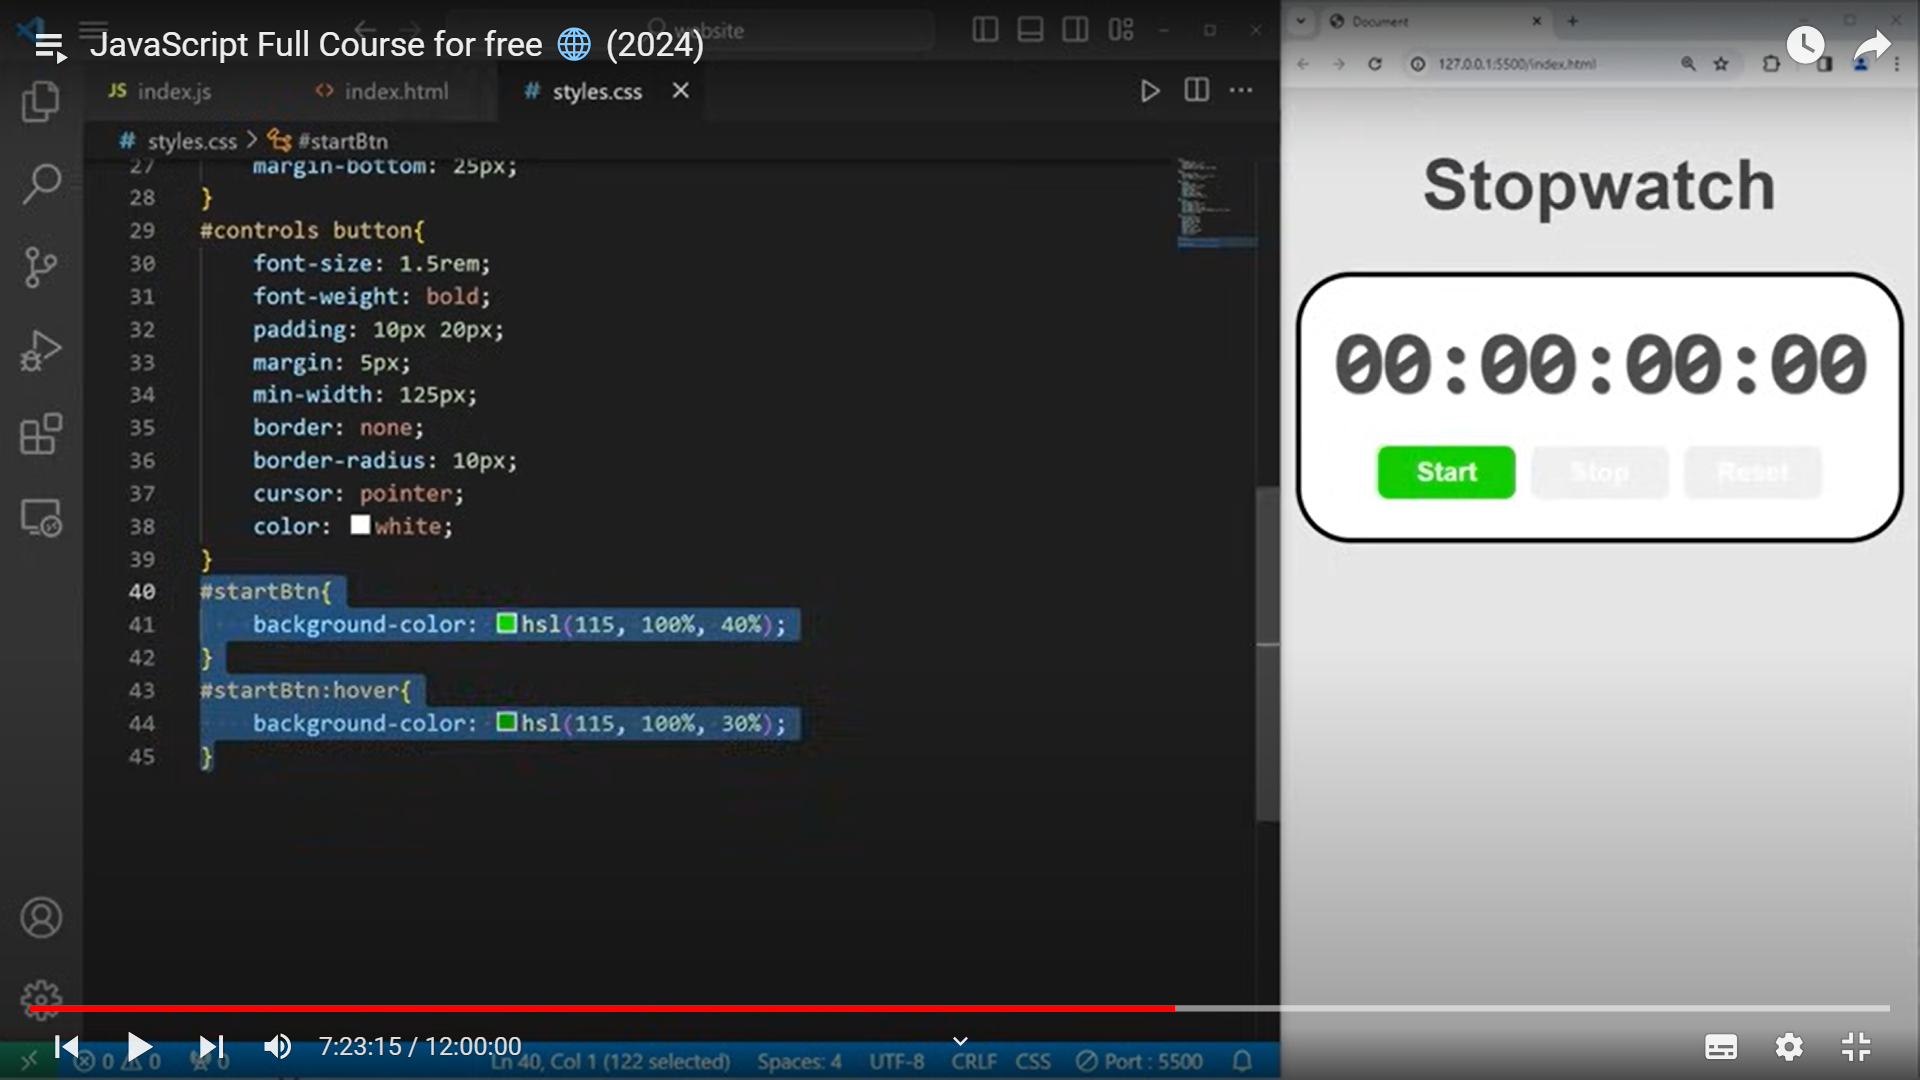 JavaScript Full Course for free 🌐 (2024)
website
JS index.js
<> index.html
# styles.css
# styles.css > #startBtn
27 margin-bottom: 25px;
28 }
29 #controls button{
30 font-size: 1.5rem;
31 font-weight: bold;
32 padding: 10px 20px;
33 margin: 5px;
34 min-width: 125px;
35 border: none;
36 border-radius: 10px;
37 cursor: pointer;
38 color: white;
39 }
40 #startBtn{
41 background-color: hsl(115, 100%, 40%);
42 }
43 #startBtn:hover{
44 background-color: hsl(115, 100%, 30%);
45 }
Document
127.0.0.1:5500/index.html
Stopwatch
00:00:00:00
Start Stop Reset
7:23:15 / 12:00:00
0 0 0 Ln 40, Col 1 (122 selected) Spaces: 4 UTF-8 CRLF CSS Port : 5500